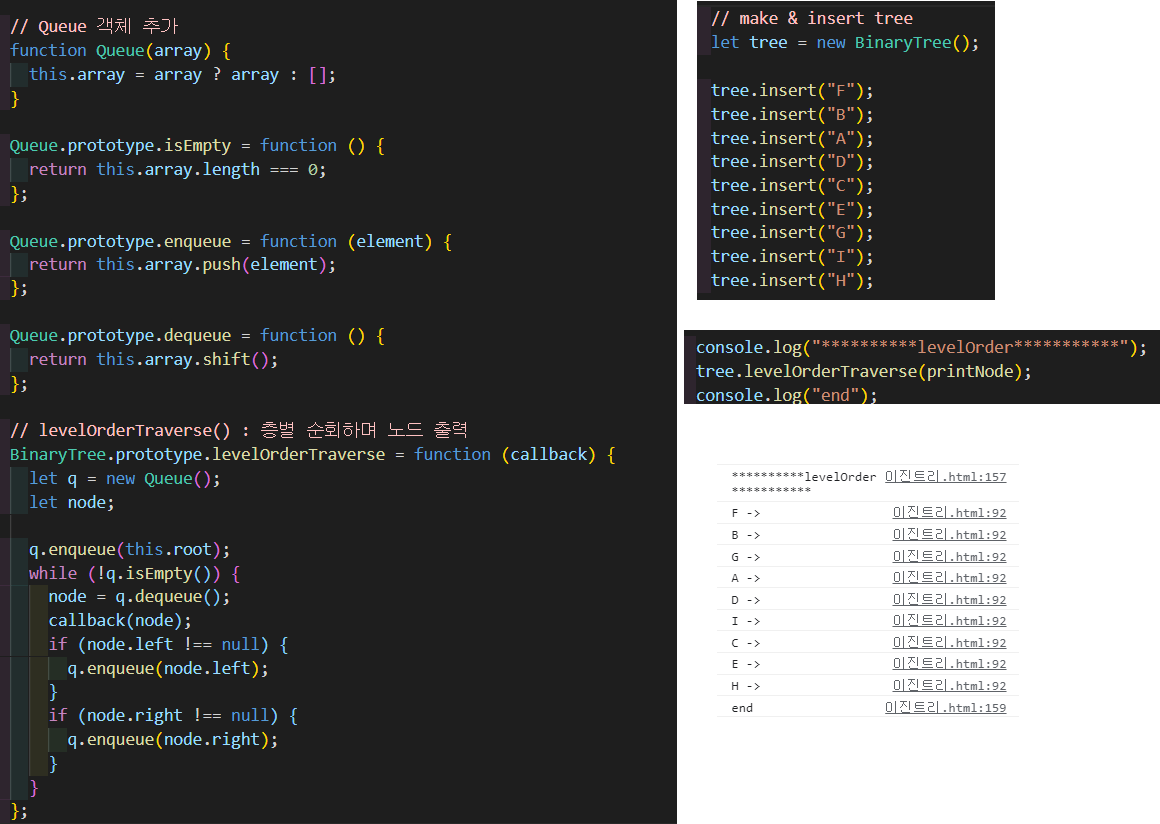 // Queue 객체 추가
function Queue(array) {
  this.array = array ? array : [];
}

Queue.prototype.isEmpty = function () {
  return this.array.length === 0;
};

Queue.prototype.enqueue = function (element) {
  return this.array.push(element);
};

Queue.prototype.dequeue = function () {
  return this.array.shift();
};

// levelOrderTraverse() : 층별 순회하며 노드 출력
BinaryTree.prototype.levelOrderTraverse = function (callback) {
  let q = new Queue();
  let node;

  q.enqueue(this.root);
  while (!q.isEmpty()) {
    node = q.dequeue();
    callback(node);
    if (node.left !== null) {
      q.enqueue(node.left);
    }
    if (node.right !== null) {
      q.enqueue(node.right);
    }
  }
};

// make & insert tree
let tree = new BinaryTree();

tree.insert("F");
tree.insert("B");
tree.insert("A");
tree.insert("D");
tree.insert("C");
tree.insert("E");
tree.insert("G");
tree.insert("I");
tree.insert("H");

console.log("**********levelOrder***********");
tree.levelOrderTraverse(printNode);
console.log("end");

**********levelOrder 이진트리.html:157
***********
F -> 이진트리.html:92
B -> 이진트리.html:92
G -> 이진트리.html:92
A -> 이진트리.html:92
D -> 이진트리.html:92
I -> 이진트리.html:92
C -> 이진트리.html:92
E -> 이진트리.html:92
H -> 이진트리.html:92
end 이진트리.html:159